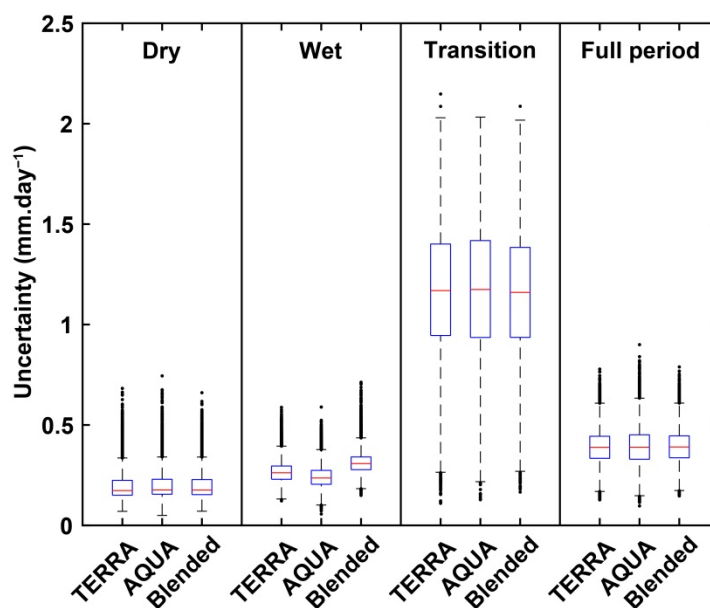 2.5
Dry Wet Transition Full period
2
1.5
1
0.5
0
Uncertainty (mm.day⁻¹)
TERRA AQUA Blended TERRA AQUA Blended TERRA AQUA Blended TERRA AQUA Blended